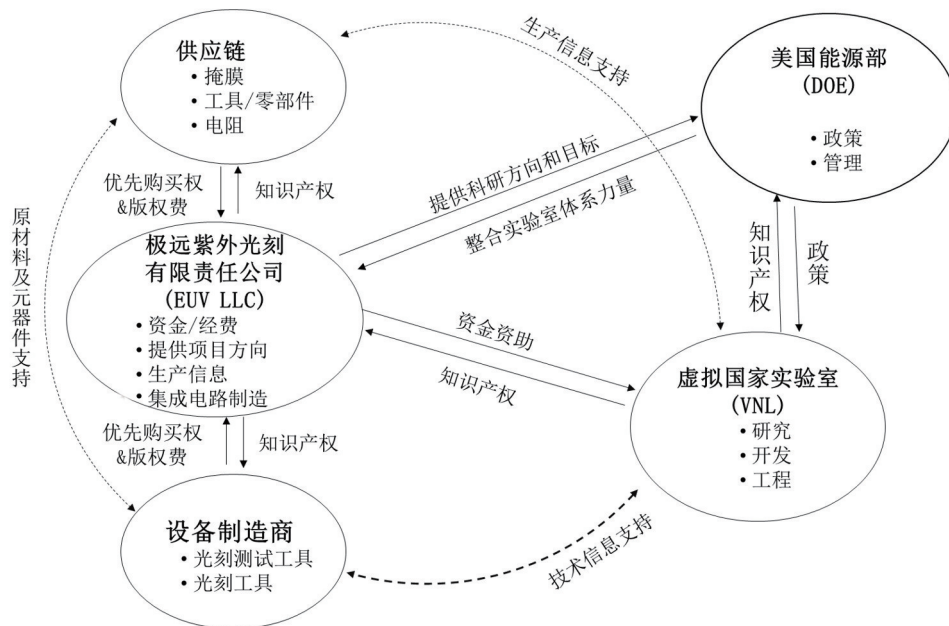 供应链
• 掩膜
• 工具/零部件
• 电阻
生产信息支持
美国能源部
(DOE)
• 政策
• 管理
优先购买权
&版权费
知识产权
提供科研方向和目标
整合实验室体系力量
原材料及元器件支持
极远紫外光刻
有限责任公司
(EUV LLC)
• 资金/经费
• 提供项目方向
• 生产信息
• 集成电路制造
知识产权
政策
资金资助
知识产权
虚拟国家实验室
(VNL)
• 研究
• 开发
• 工程
优先购买权
&版权费
知识产权
设备制造商
• 光刻测试工具
• 光刻工具
技术信息支持